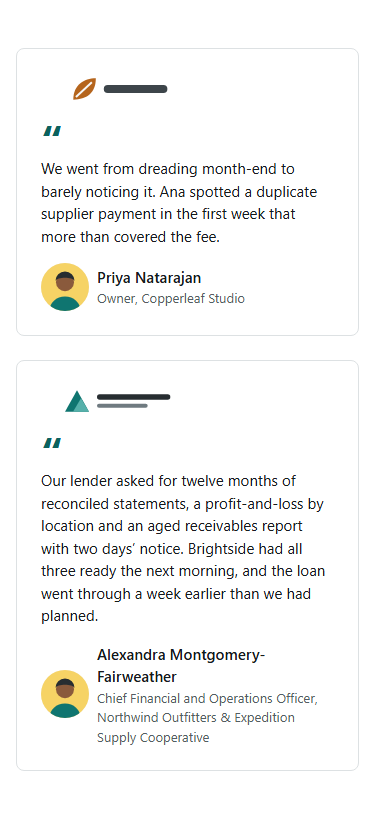 “
We went from dreading month-end to
barely noticing it. Ana spotted a duplicate
supplier payment in the first week that
more than covered the fee.
Priya Natarajan
Owner, Copperleaf Studio
“
Our lender asked for twelve months of
reconciled statements, a profit-and-loss by
location and an aged receivables report
with two days’ notice. Brightside had all
three ready the next morning, and the loan
went through a week earlier than we had
planned.
Alexandra Montgomery-
Fairweather
Chief Financial and Operations Officer,
Northwind Outfitters & Expedition
Supply Cooperative